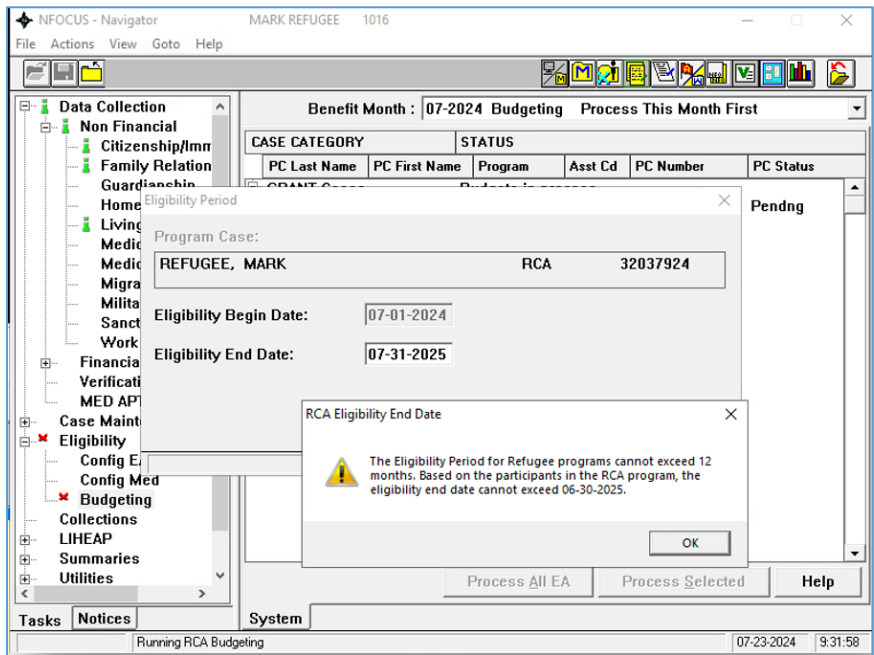 NFOCUS - Navigator MARK REFUGEE 1016
File Actions View Goto Help
Benefit Month : 07-2024 Budgeting Process This Month First
CASE CATEGORY STATUS
PC Last Name PC First Name Program Asst Cd PC Number PC Status
Pendng
Data Collection
Non Financial
Citizenship/Imm
Family Relation
Guardianship
Home
Living
Medic
Medic
Migra
Milita
Sanct
Work
Financia
Verificati
MED AP
Case Maint
Eligibility
Config E
Config Med
Budgeting
Collections
LIHEAP
Summaries
Utilities
Tasks Notices
Eligibility Period
Program Case:
REFUGEE, MARK RCA 32037924
Eligibility Begin Date: 07-01-2024
Eligibility End Date: 07-31-2025
RCA Eligibility End Date
The Eligibility Period for Refugee programs cannot exceed 12
months. Based on the participants in the RCA program, the
eligibility end date cannot exceed 06-30-2025.
OK
Process All EA Process Selected Help
System
Running RCA Budgeting 07-23-2024 9:31:58